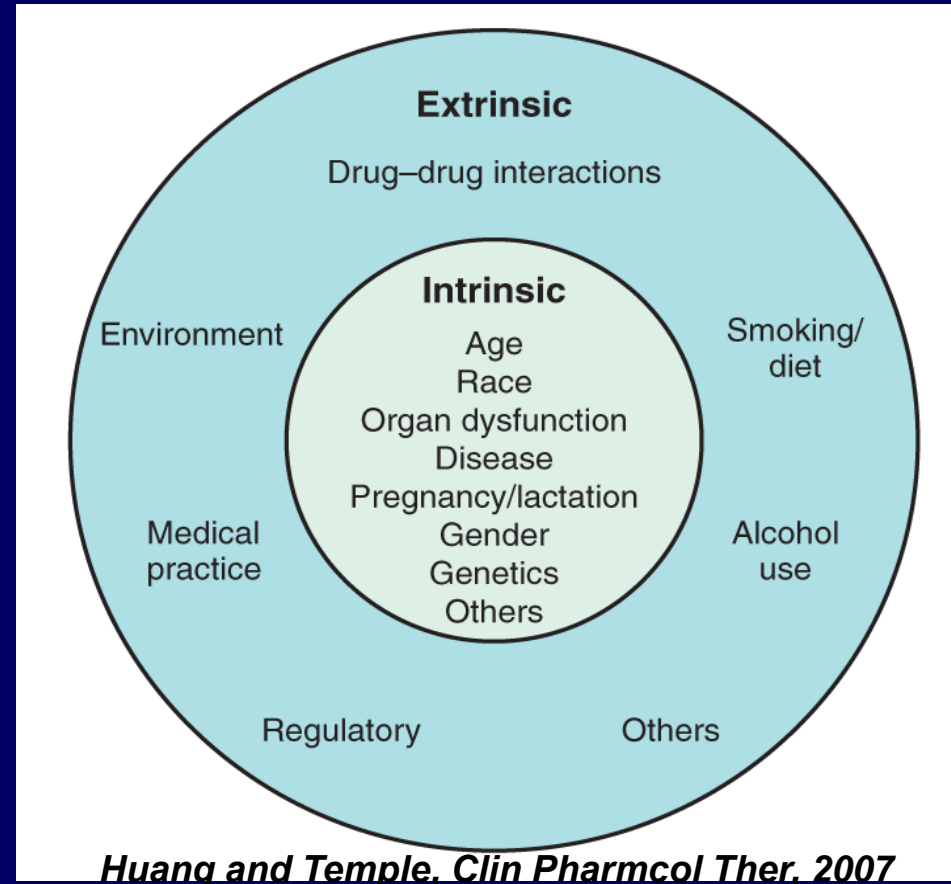 Extrinsic
Drug–drug interactions
Intrinsic
Age
Race
Organ dysfunction
Disease
Pregnancy/lactation
Gender
Genetics
Others
Environment
Smoking/
diet
Medical
practice
Alcohol
use
Regulatory
Others
Huang and Temple. Clin Pharmcol Ther. 2007